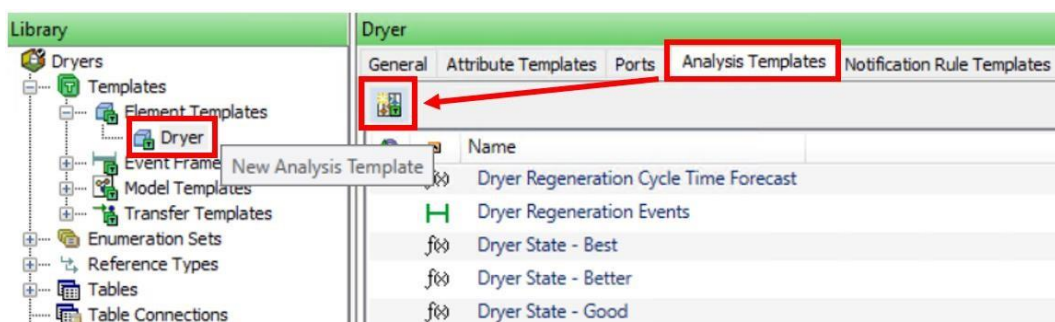 Library
Dryers
Templates
Element Templates
Dryer
Event Frame
Model Templates
Transfer Templates
Enumeration Sets
Reference Types
Tables
Table Connections
New Analysis Template
Dryer
General Attribute Templates Ports Analysis Templates Notification Rule Templates
Name
f(x) Dryer Regeneration Cycle Time Forecast
Dryer Regeneration Events
f(x) Dryer State - Best
f(x) Dryer State - Better
f(x) Dryer State - Good